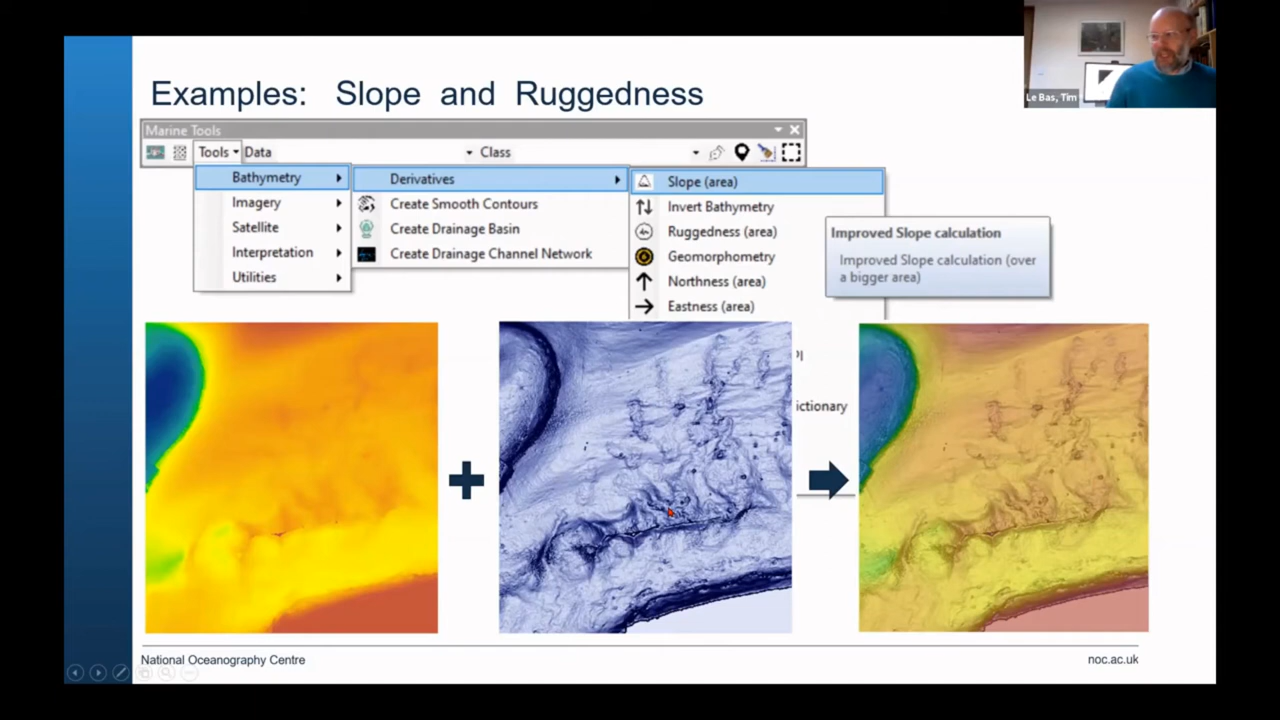 Le Bas, Tim
Examples: Slope and Ruggedness
Marine Tools
Tools Data Class
Bathymetry
Imagery
Satellite
Interpretation
Utilities
Derivatives
Create Smooth Contours
Create Drainage Basin
Create Drainage Channel Network
Slope (area)
Invert Bathymetry
Ruggedness (area)
Geomorphometry
Northness (area)
Eastness (area)
Improved Slope calculation
Improved Slope calculation (over
a bigger area)
ictionary
National Oceanography Centre
noc.ac.uk